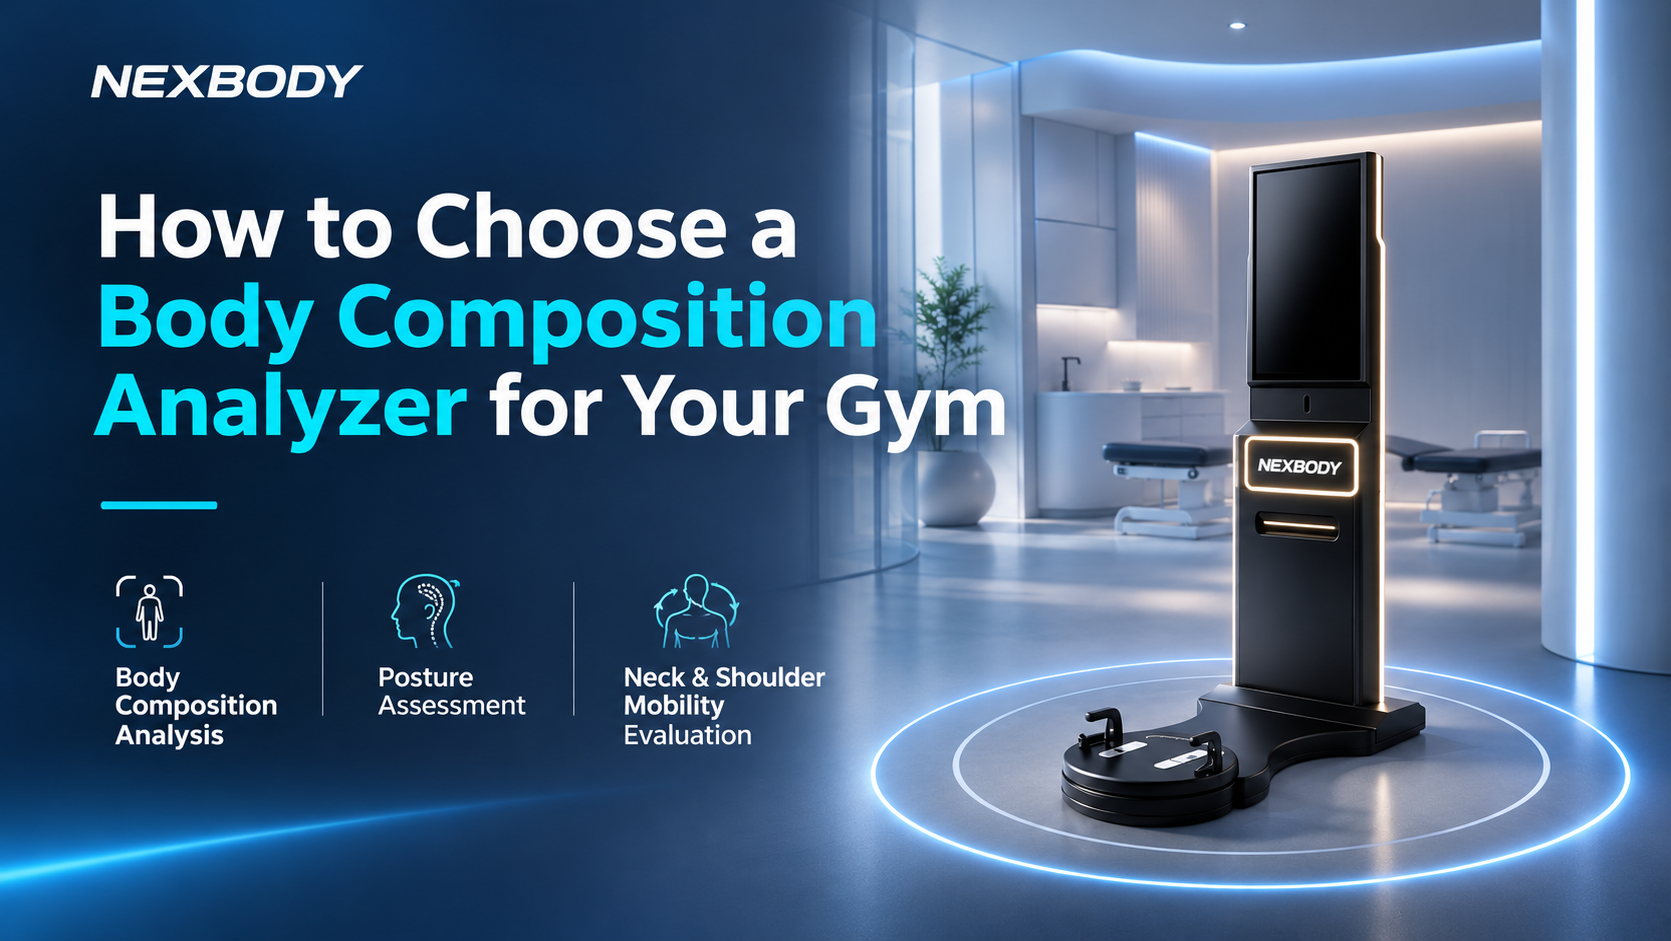 NEXBODY
How to Choose a
Body Composition
Analyzer for Your Gym
Body
Composition
Analysis
Posture
Assessment
Neck & Shoulder
Mobility
Evaluation
NEXBODY